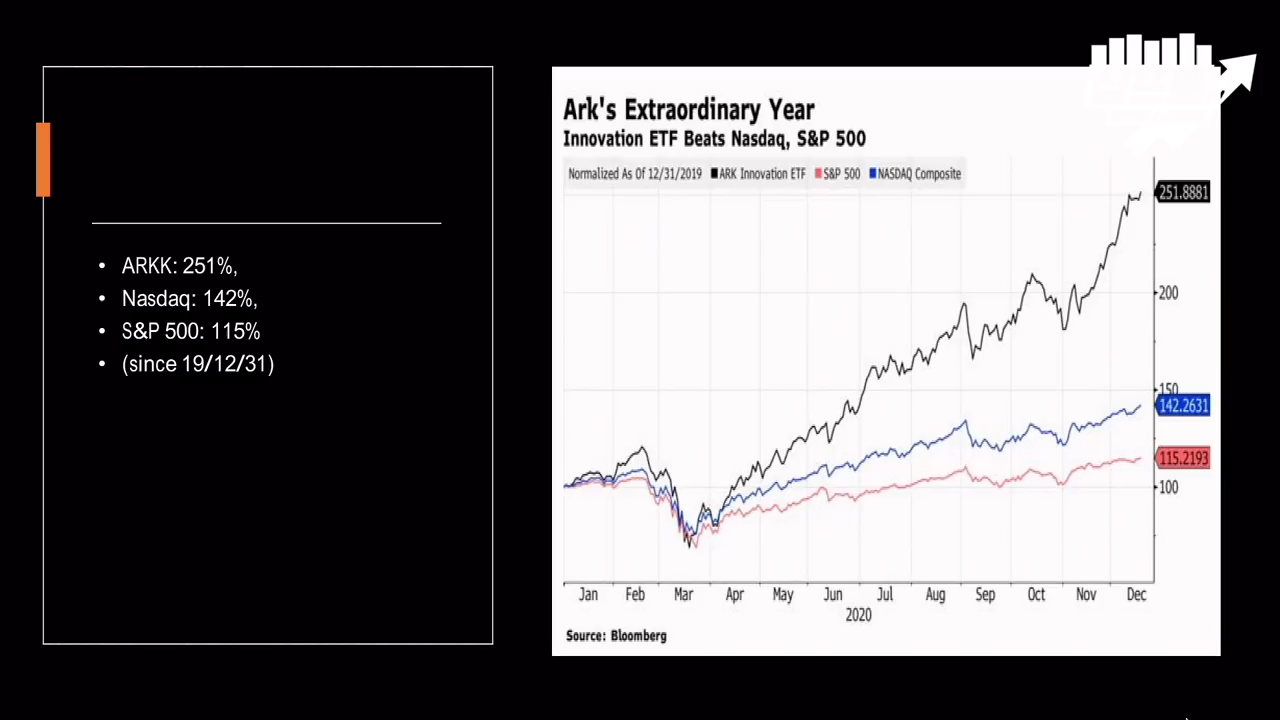 ARKK: 251%,
Nasdaq: 142%,
S&P 500: 115%
(since 19/12/31)
Ark's Extraordinary Year
Innovation ETF Beats Nasdaq, S&P 500
Normalized As Of 12/31/2019 ARK Innovation ETF S&P 500 NASDAQ Composite
251.8881
200
150
142.2631
115.2193
100
Jan Feb Mar Apr May Jun Jul Aug Sep Oct Nov Dec
2020
Source: Bloomberg